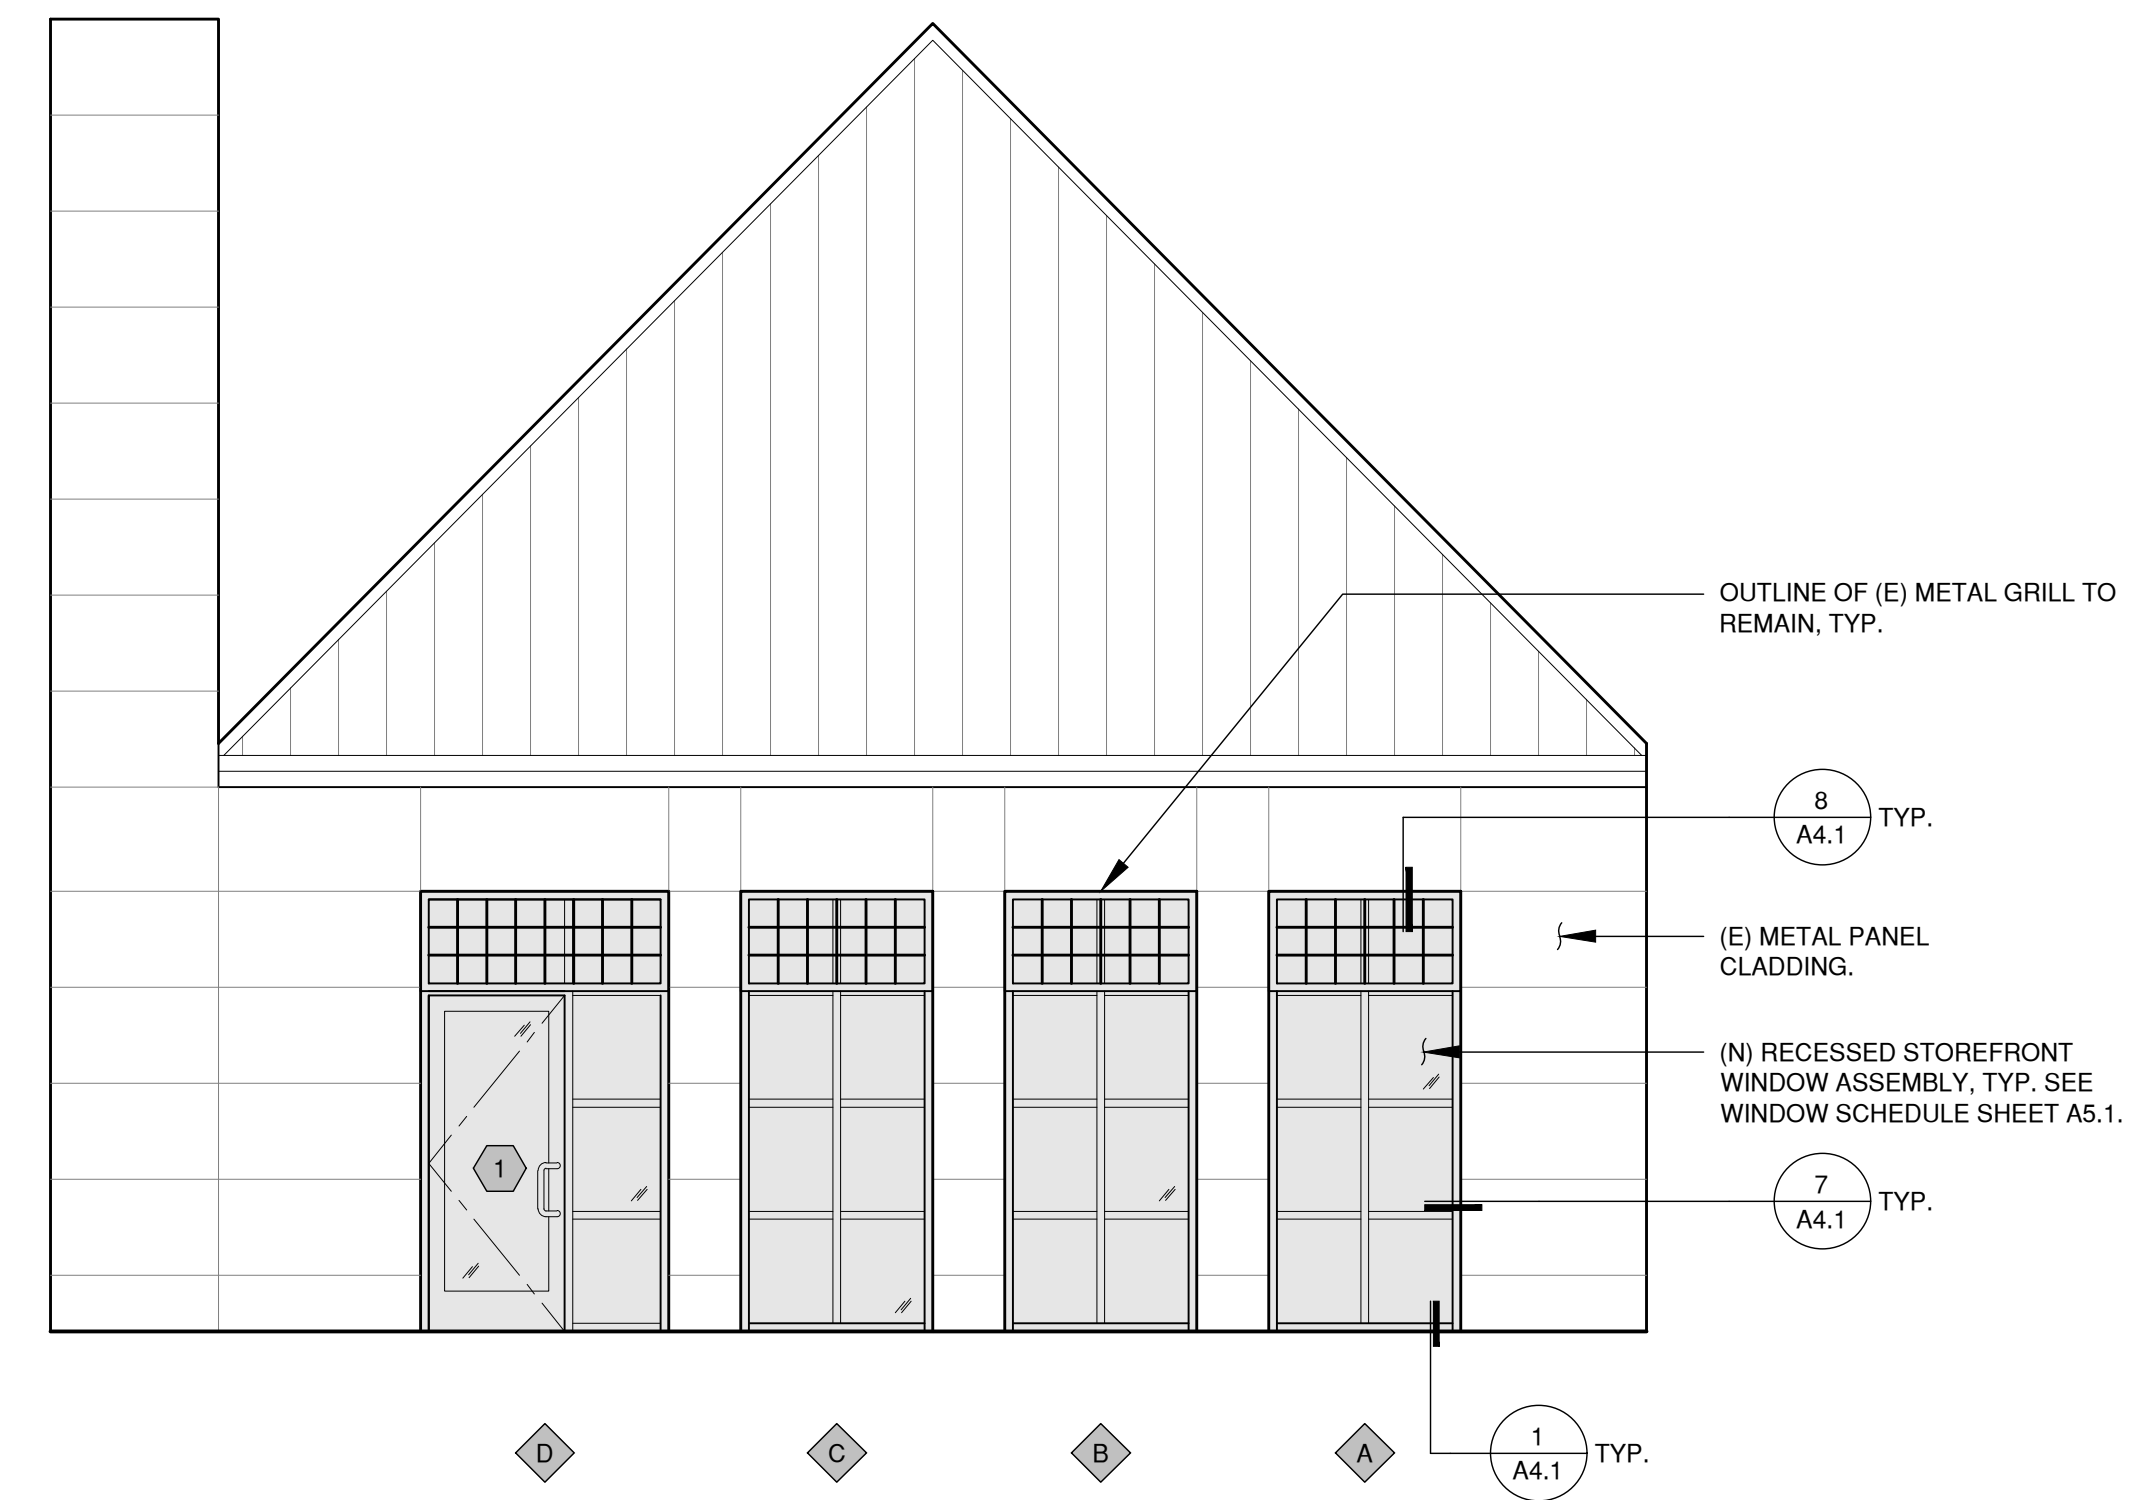 OUTLINE OF (E) METAL GRILL TO
REMAIN, TYP.
8
A4.1
TYP.
(E) METAL PANEL
CLADDING.
(N) RECESSED STOREFRONT
WINDOW ASSEMBLY, TYP. SEE
WINDOW SCHEDULE SHEET A5.1.
1
7
A4.1
TYP.
D
C
B
A
1
A4.1
TYP.